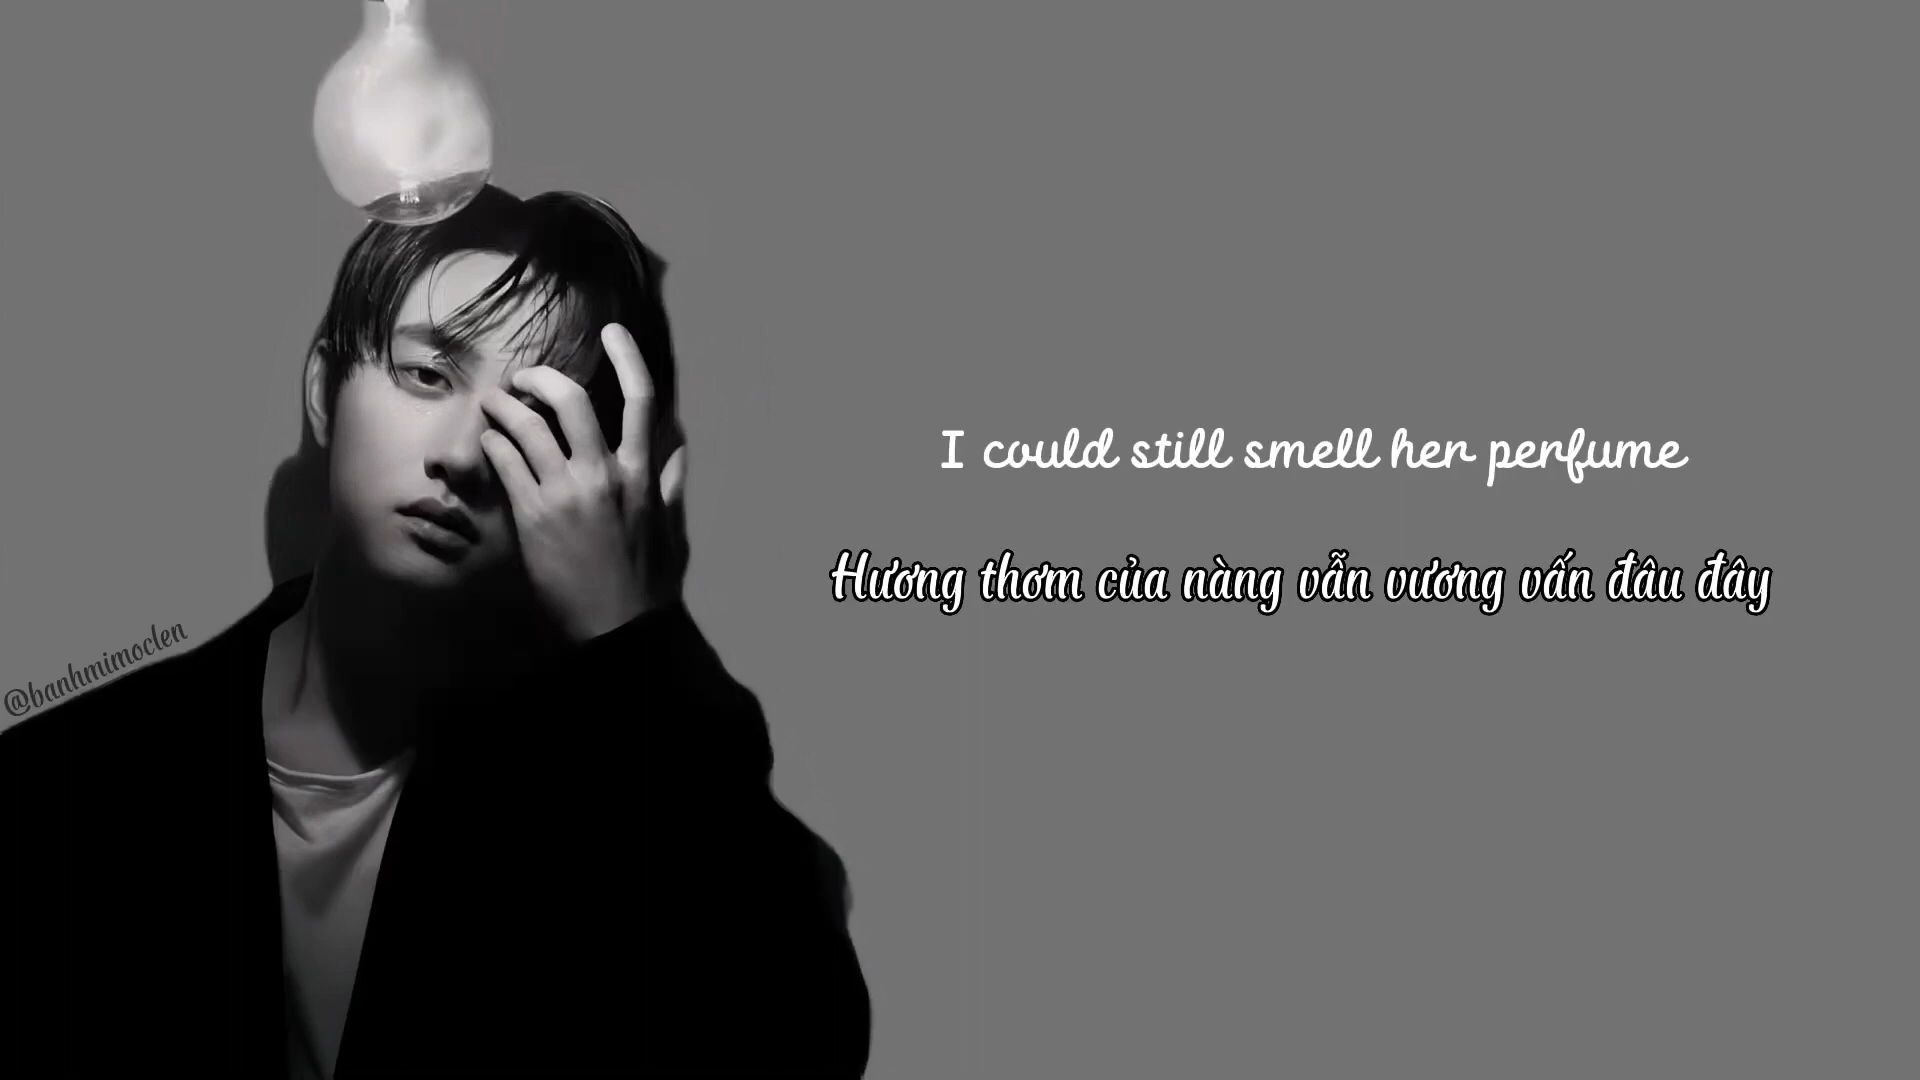 I could still smell her perfume
Hương thơm của nàng vẫn vương vấn đâu đây
@banhmimoclen